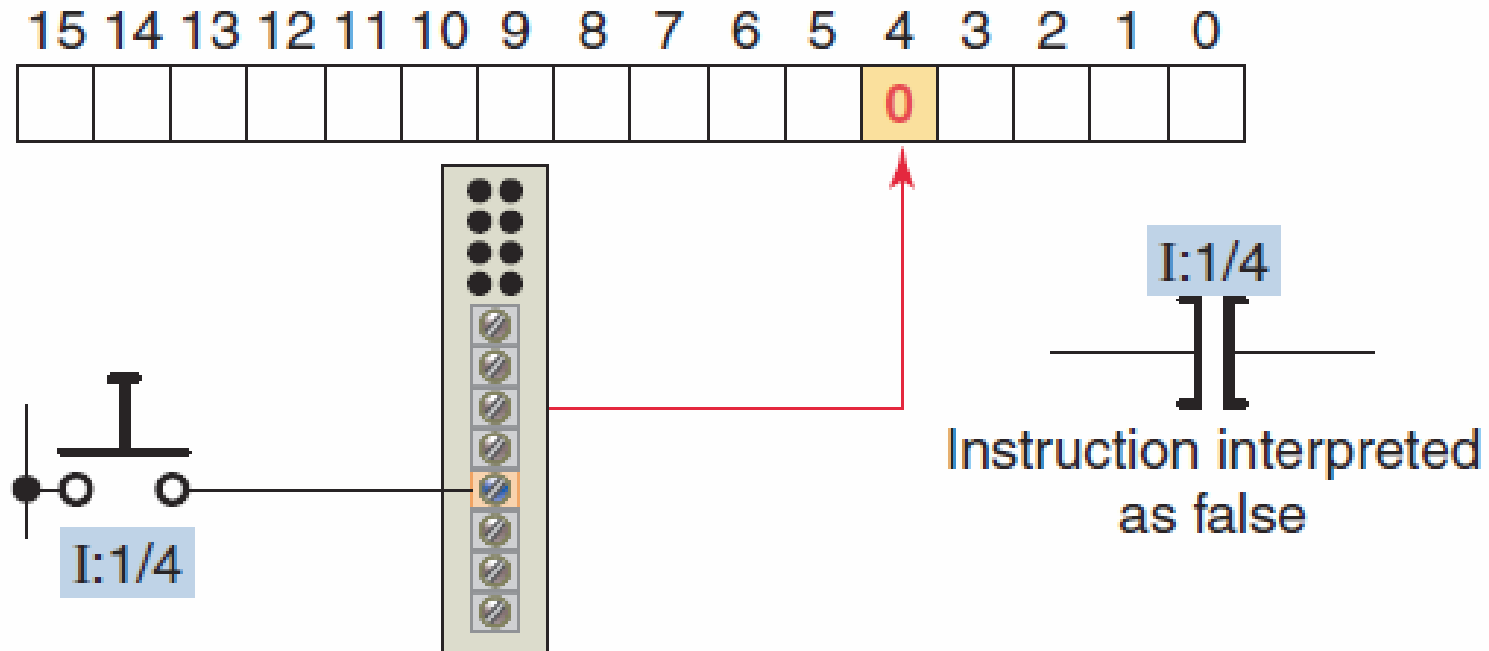 15 14 13 12 11 10 9 8 7 6 5 4 3 2 1 0
0
I:1/4
Instruction interpreted
as false
I:1/4